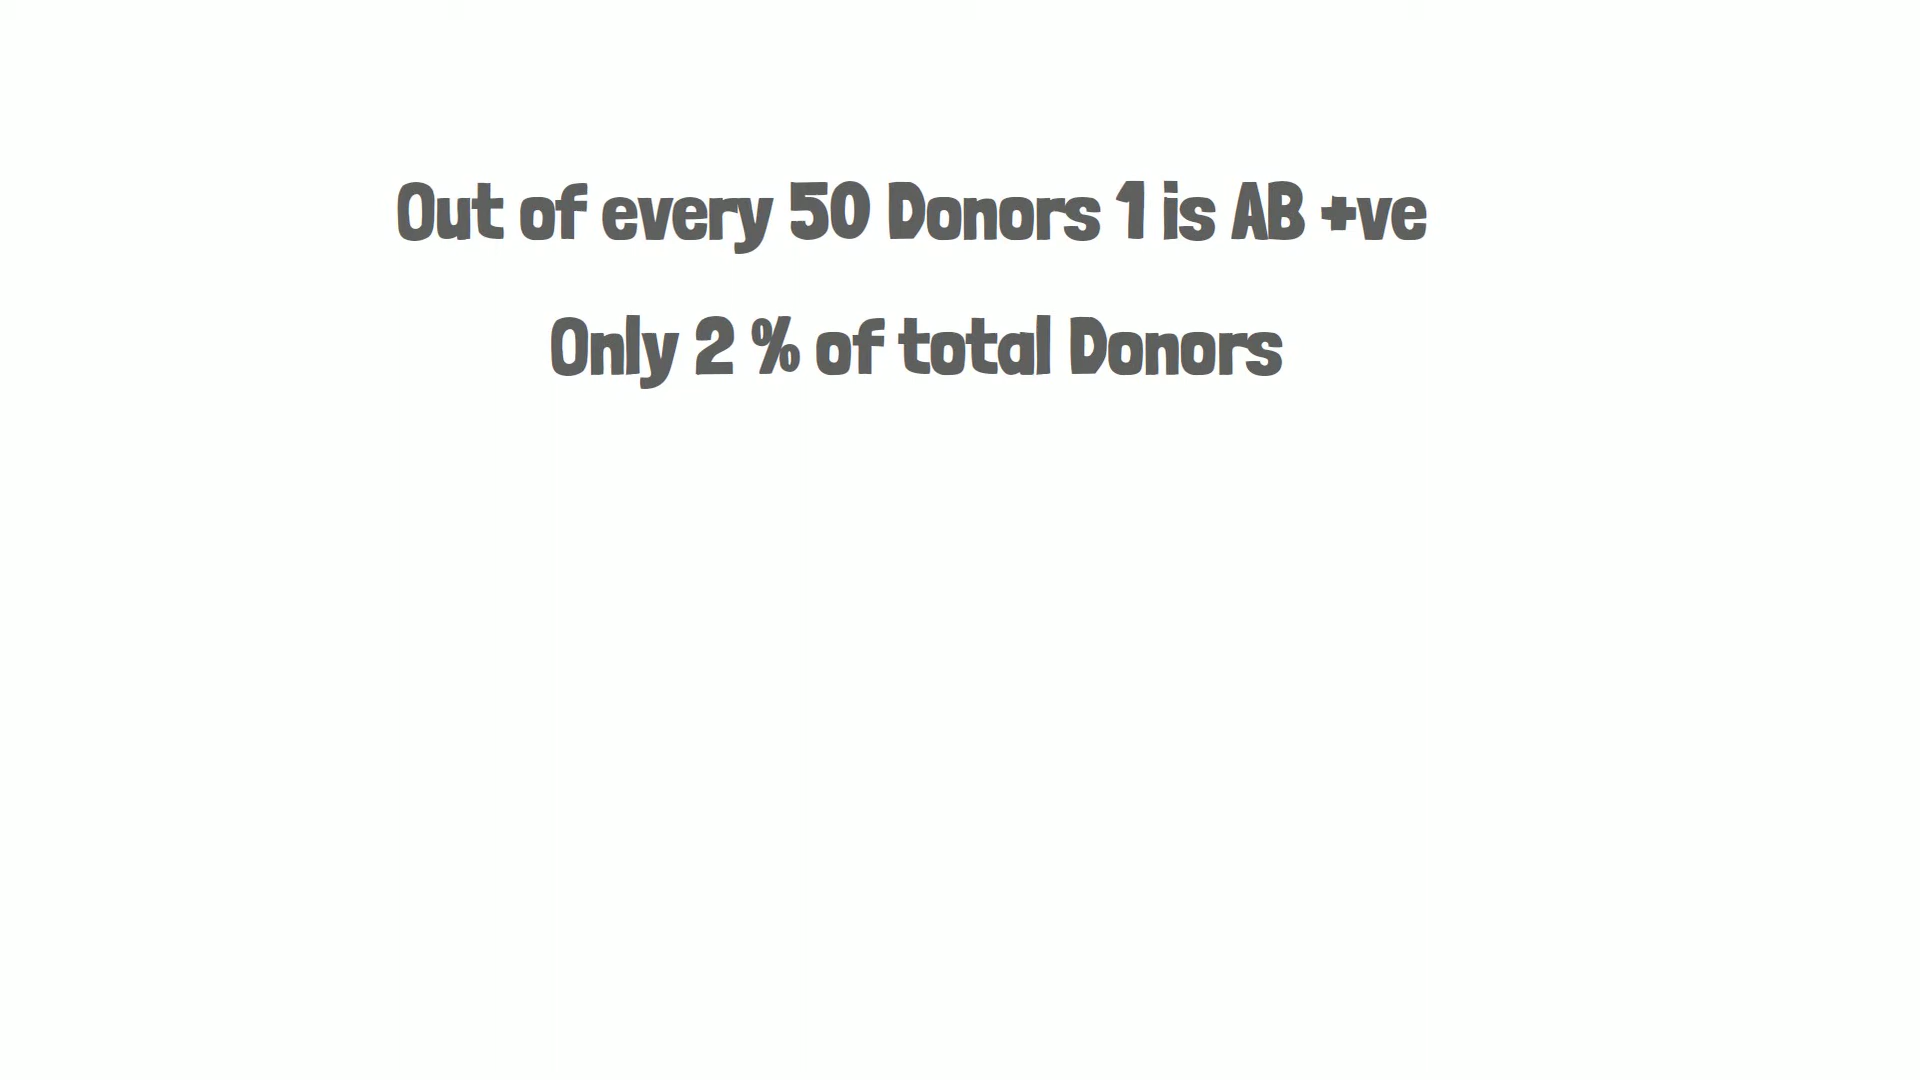 Out of every 50 Donors 1 is AB +ve
Only 2 % of total Donors